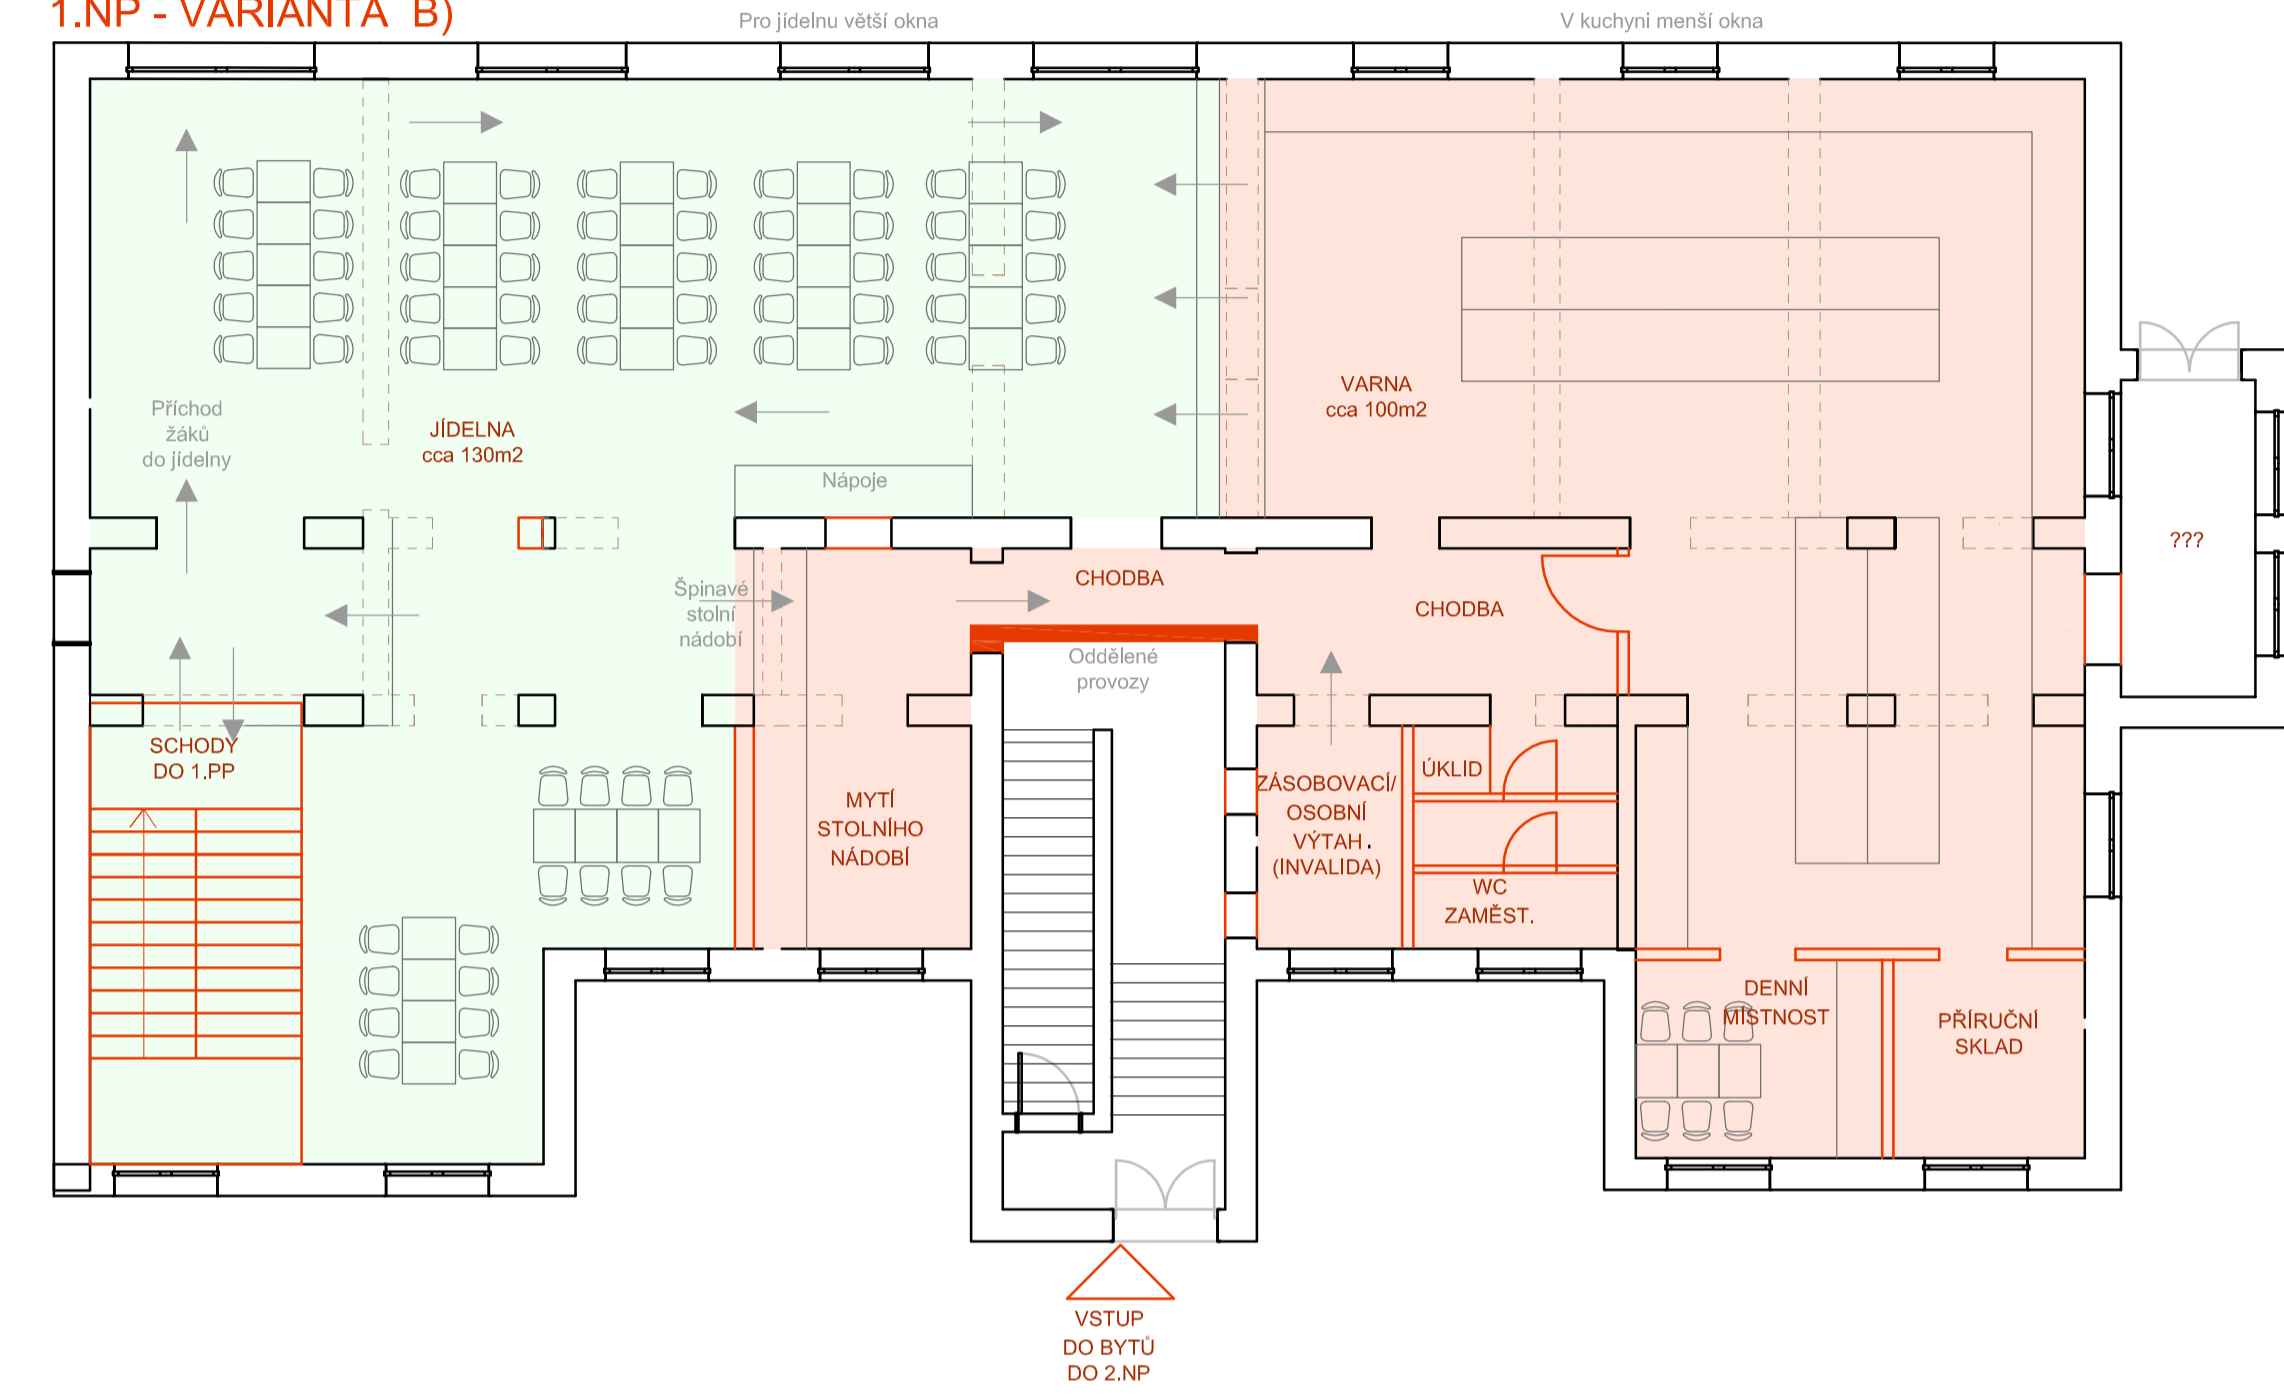 1.NP - VARIANTA B)
Pro jídelnu větší okna
V kuchyni menší okna
VARNA
cca 100m2
Příchod
žáků
do jídelny
JÍDELNA
cca 130m2
Nápoje
???
CHODBA
CHODBA
Špinavé
stolní
nádobí
Oddělené
provozy
SCHODY
DO 1.PP
MYTÍ
STOLNÍHO
NÁDOBÍ
ZÁSOBOVACÍ/
OSOBNÍ
VÝTAH.
(INVALIDA)
ÚKLID
WC
ZAMĚST.
DENNÍ
MÍSTNOST
PŘÍRUČNÍ
SKLAD
VSTUP
DO BYTŮ
DO 2.NP